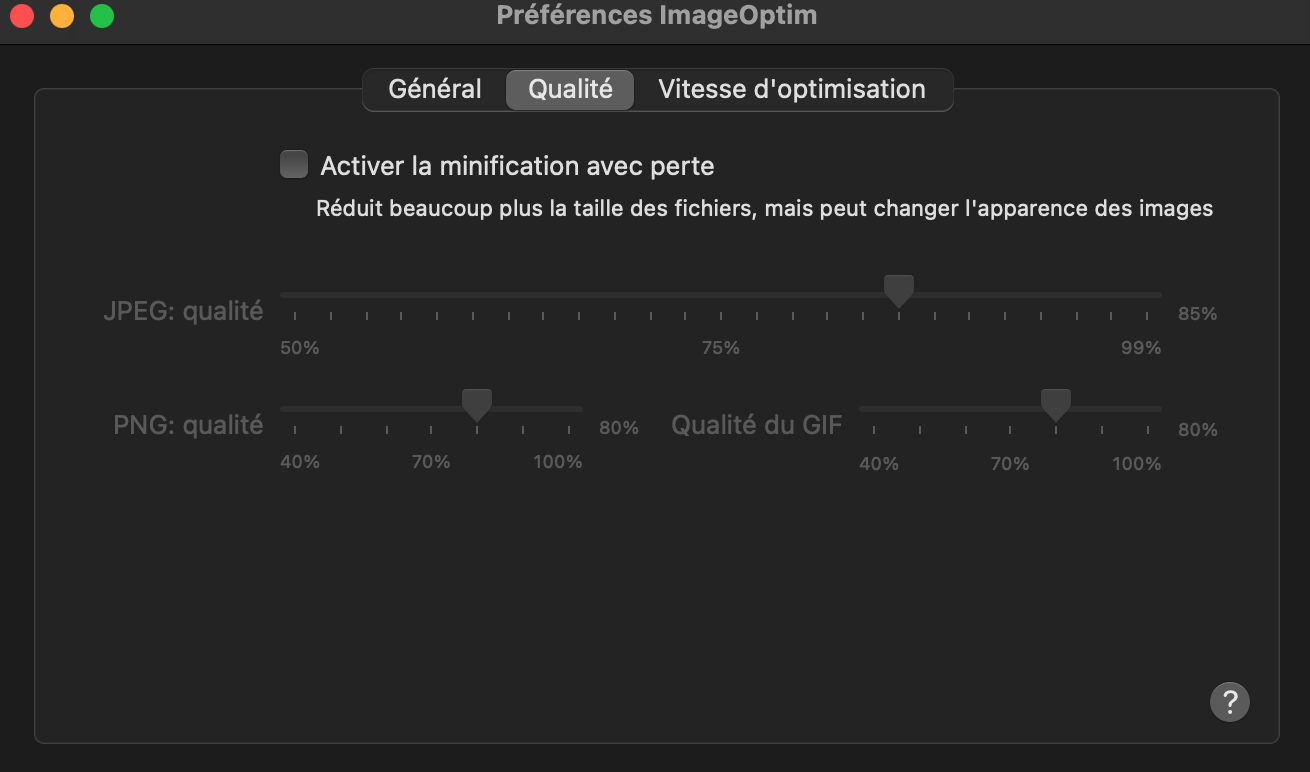 Préférences ImageOptim
Général Qualité Vitesse d'optimisation
Activer la minification avec perte
Réduit beaucoup plus la taille des fichiers, mais peut changer l'apparence des images
JPEG: qualité 85%
50% 75% 99%
PNG: qualité 80% Qualité du GIF 80%
40% 70% 100% 40% 70% 100%
?